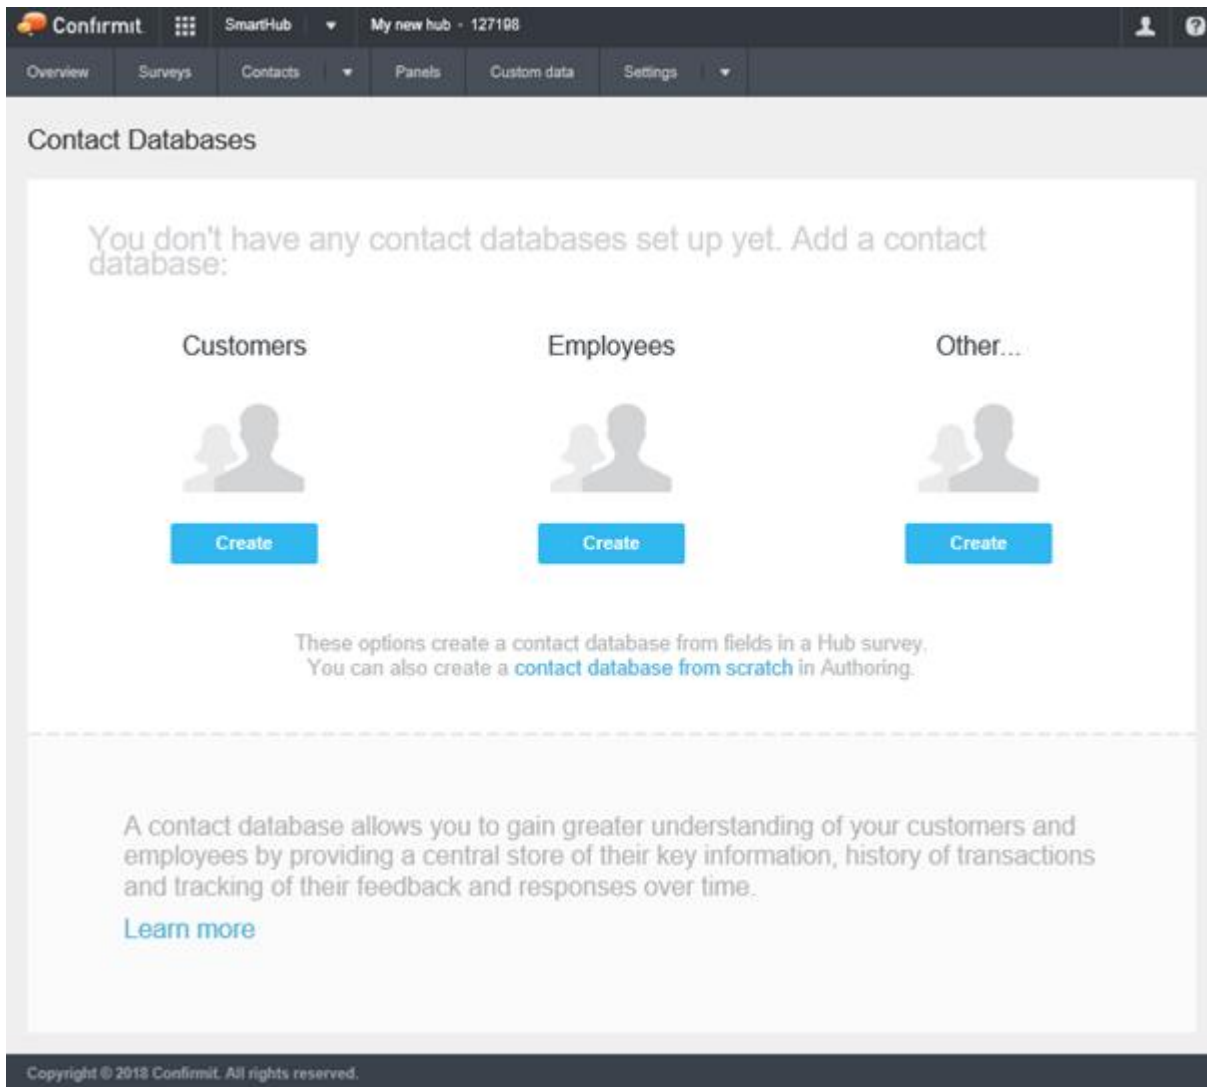 Confirmit SmartHub My new hub - 127198
Overview Surveys Contacts Panels Custom data Settings
Contact Databases
You don't have any contact databases set up yet. Add a contact
database:
Customers Employees Other...
Create Create Create
These options create a contact database from fields in a Hub survey.
You can also create a contact database from scratch in Authoring.
A contact database allows you to gain greater understanding of your customers and
employees by providing a central store of their key information, history of transactions
and tracking of their feedback and responses over time.
Learn more
Copyright © 2018 Confirmit. All rights reserved.